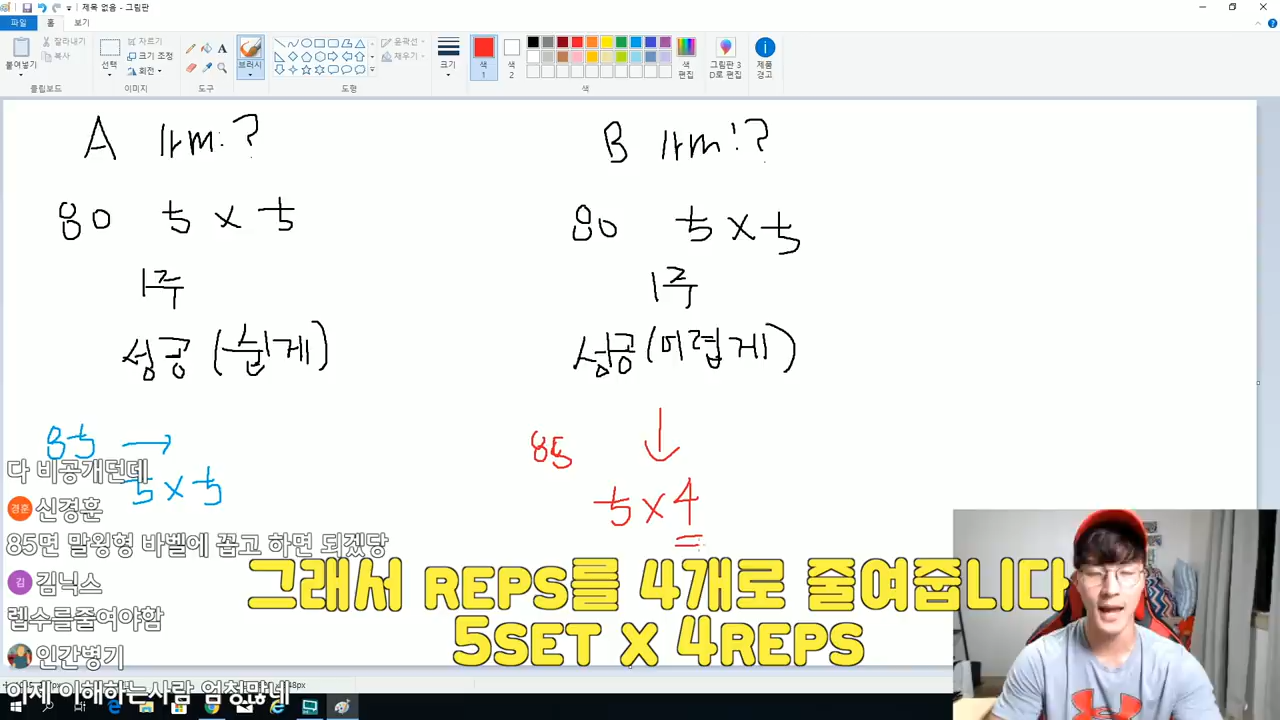 제목 없음 - 그림판
파일 홈 보기
붙여넣기
잘라내기
복사
클립보드
선택
자르기
크기 조정
회전
이미지
A
도구
브러시
윤곽선
채우기
도형
크기
색 1
색 2
색 편집
색
그림판 3D로 편집
제품 경고
A 1rm:?
80 5 x 5
1주
성공 (쉽게)
85 →
5 x 5
B 1rm!?
80 5 x 5
1주
성공 (어렵게)
↓
85
5 x 4
다 비공개던데
경훈 신경훈
85면 말왕형 바벨에 꼽고 하면 되겠당
김 김닉스
렙수를줄여야함
인간병기
이제 이해하는사람 엄청많네
그래서 REPS를 4개로 줄여줍니다
5SET X 4REPS